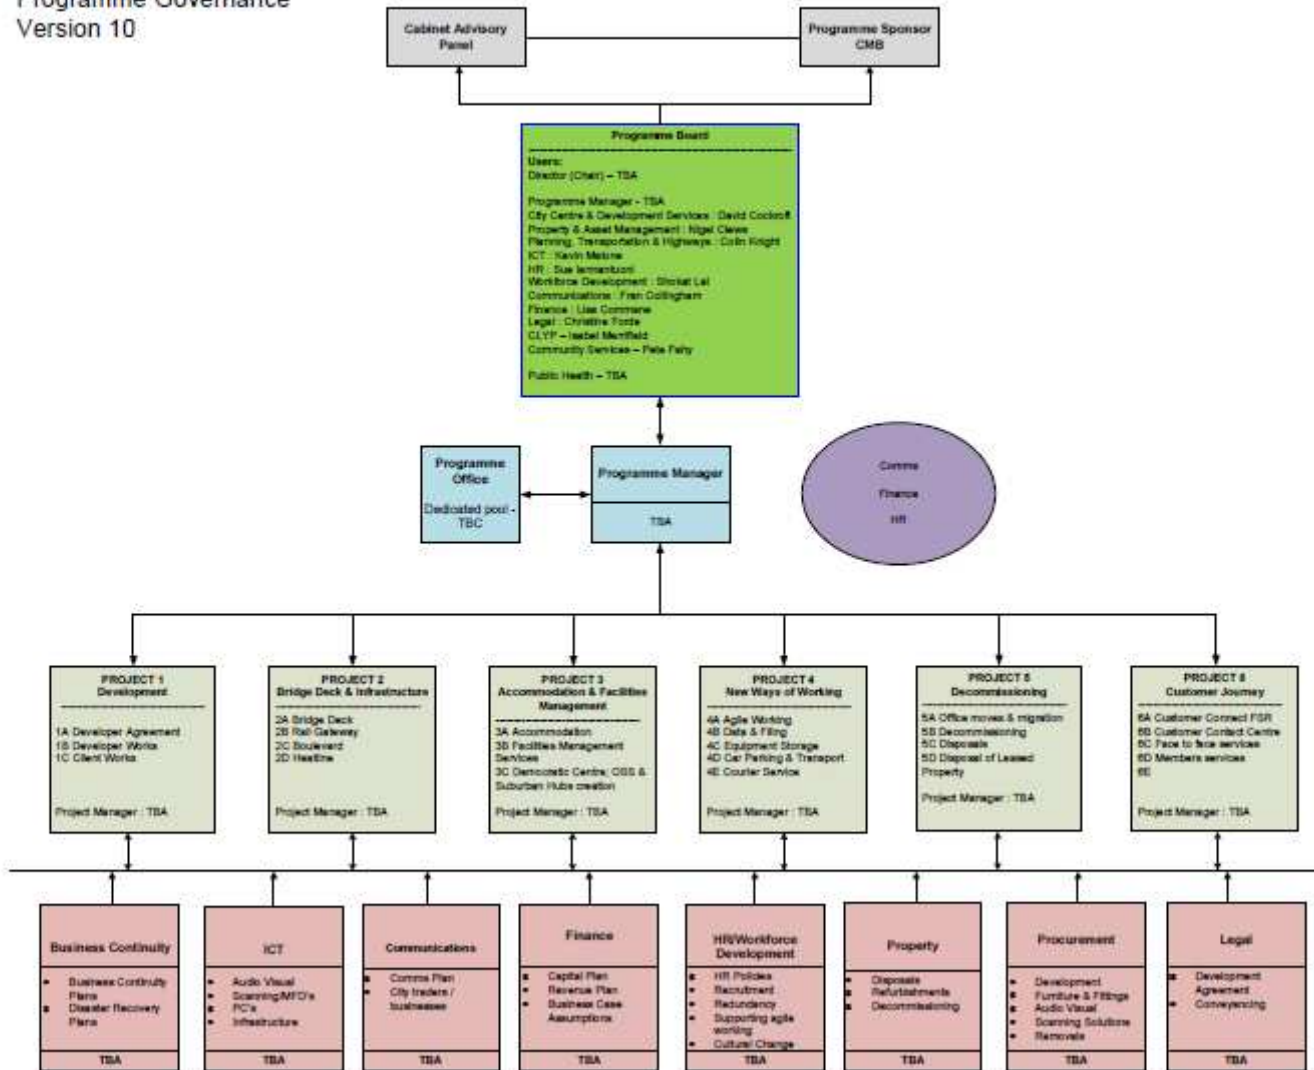 Programme Governance
Version 10
Cabinet Advisory
Panel
Programme Sponsor
CMB
Programme Board
Users:
Director (Chair) – TBA
Programme Manager - TBA
City Centre & Development Services : David Cockroft
Property & Asset Management : Nigel Clews
Planning, Transportation & Highways : Colin Knight
ICT : Kevin Malone
HR : Sue Iannantuoni
Workforce Development : Shokat Lal
Communications : Fran Collingham
Finance : Lisa Commane
Legal : Christine Forde
CLYP – Isabel Merrifield
Community Services – Pete Fahy
Public Health – TBA
Programme
Office
Dedicated pool -
TBC
Programme Manager
TBA
Comms
Finance
HR
PROJECT 1
Development
1A Developer Agreement
1B Developer Works
1C Client Works
Project Manager : TBA
PROJECT 2
Bridge Deck & Infrastructure
2A Bridge Deck
2B Rail Gateway
2C Boulevard
2D Heatline
Project Manager : TBA
PROJECT 3
Accommodation & Facilities
Management
3A Accommodation
3B Facilities Management
Services
3C Democratic Centre; OSS &
Suburban Hubs creation
Project Manager : TBA
PROJECT 4
New Ways of Working
4A Agile Working
4B Data & Filing
4C Equipment Storage
4D Car Parking & Transport
4E Courier Service
Project Manager : TBA
PROJECT 5
Decommissioning
5A Office moves & migration
5B Decommissioning
5C Disposals
5D Disposal of Leased
Property
Project Manager : TBA
PROJECT 6
Customer Journey
6A Customer Connect FSR
6B Customer Contact Centre
6C Face to face services
6D Members services
6E
Project Manager : TBA
Business Continuity
Business Continuity
Plans
Disaster Recovery
Plans
TBA
ICT
Audio Visual
Scanning/MFD's
PC's
Infrastructure
TBA
Communications
Comms Plan
City traders /
businesses
TBA
Finance
Capital Plan
Revenue Plan
Business Case
Assumptions
TBA
HR/Workforce
Development
HR Policies
Recruitment
Redundancy
Supporting agile
working
Cultural Change
TBA
Property
Disposals
Refurbishments
Decommissioning
TBA
Procurement
Development
Furniture & Fittings
Audio Visual
Scanning Solutions
Removals
TBA
Legal
Development
Agreement
Conveyancing
TBA